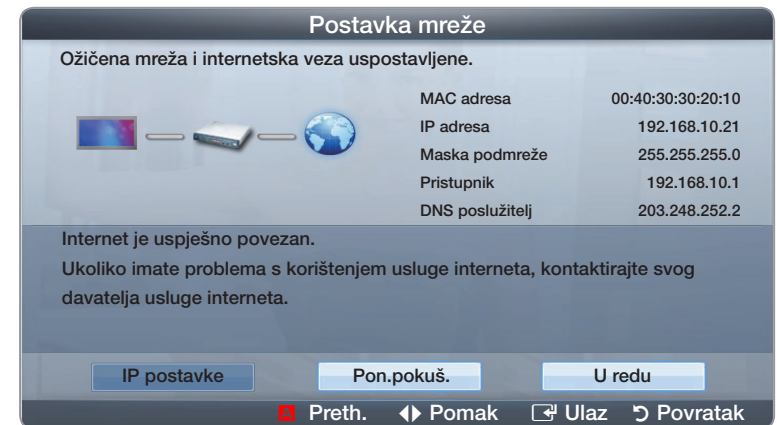 Postavka mreže
Ožičena mreža i internetska veza uspostavljene.
MAC adresa 00:40:30:30:20:10
IP adresa 192.168.10.21
Maska podmreže 255.255.255.0
Pristupnik 192.168.10.1
DNS poslužitelj 203.248.252.2
Internet je uspješno povezan.
Ukoliko imate problema s korištenjem usluge interneta, kontaktirajte svog
davatelja usluge interneta.
IP postavke Pon.pokuš. U redu
A Preth. Pomak Ulaz Povratak